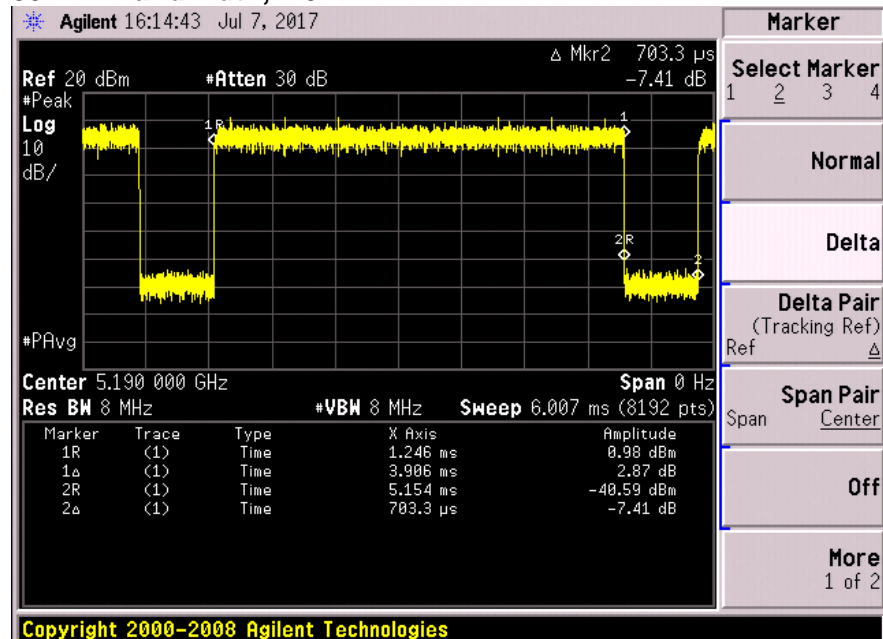 Agilent 16:14:43 Jul 7, 2017
Marker
Δ Mkr2 703.3 µs
Ref 20 dBm #Atten 30 dB -7.41 dB
#Peak
Log
10
dB/
1R
1
2R
2
#PAvg
Center 5.190 000 GHz Span 0 Hz
Res BW 8 MHz #VBW 8 MHz Sweep 6.007 ms (8192 pts)
Marker Trace Type X Axis Amplitude
1R (1) Time 1.246 ms 0.98 dBm
1Δ (1) Time 3.906 ms 2.87 dB
2R (1) Time 5.154 ms -40.59 dBm
2Δ (1) Time 703.3 µs -7.41 dB
Select Marker
1 2 3 4
Normal
Delta
Delta Pair
(Tracking Ref)
Ref Δ
Span Pair
Span Center
Off
More
1 of 2
Copyright 2000-2008 Agilent Technologies